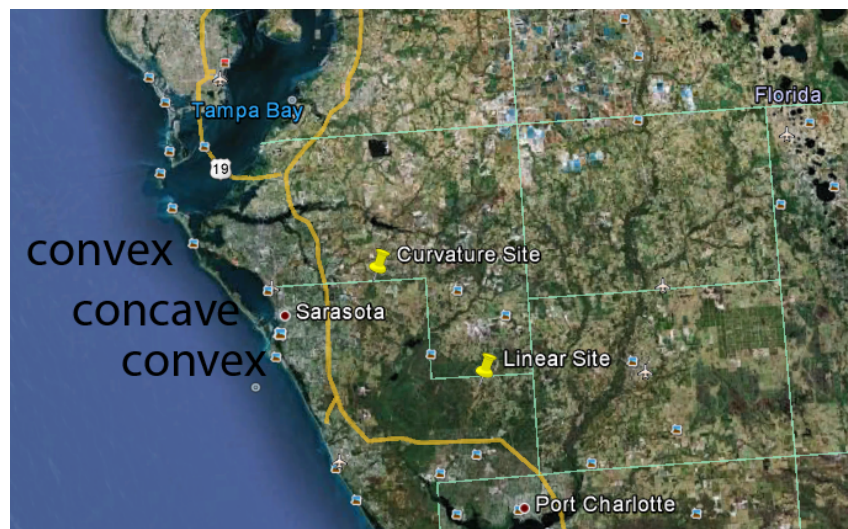 Florida
Tampa Bay
19
convex
Curvature Site
concave
Sarasota
convex
Linear Site
Port Charlotte